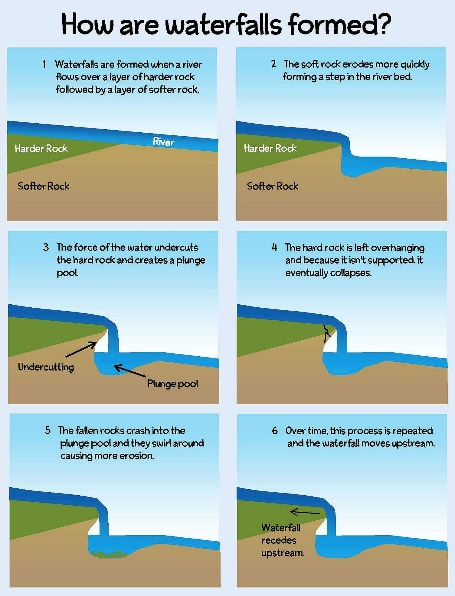 How are waterfalls formed?
1 Waterfalls are formed when a river
flows over a layer of harder rock
followed by a layer of softer rock.
Harder Rock
River
Softer Rock
2 The soft rock erodes more quickly
forming a step in the river bed.
Harder Rock
Softer Rock
3 The force of the water undercuts
the hard rock and creates a plunge
pool.
Undercutting
Plunge pool
4 The hard rock is left overhanging
and because it isn't supported, it
eventually collapses.
5 The fallen rocks crash into the
plunge pool and they swirl around
causing more erosion.
6 Over time, this process is repeated
and the waterfall moves upstream.
Waterfall
recedes
upstream.